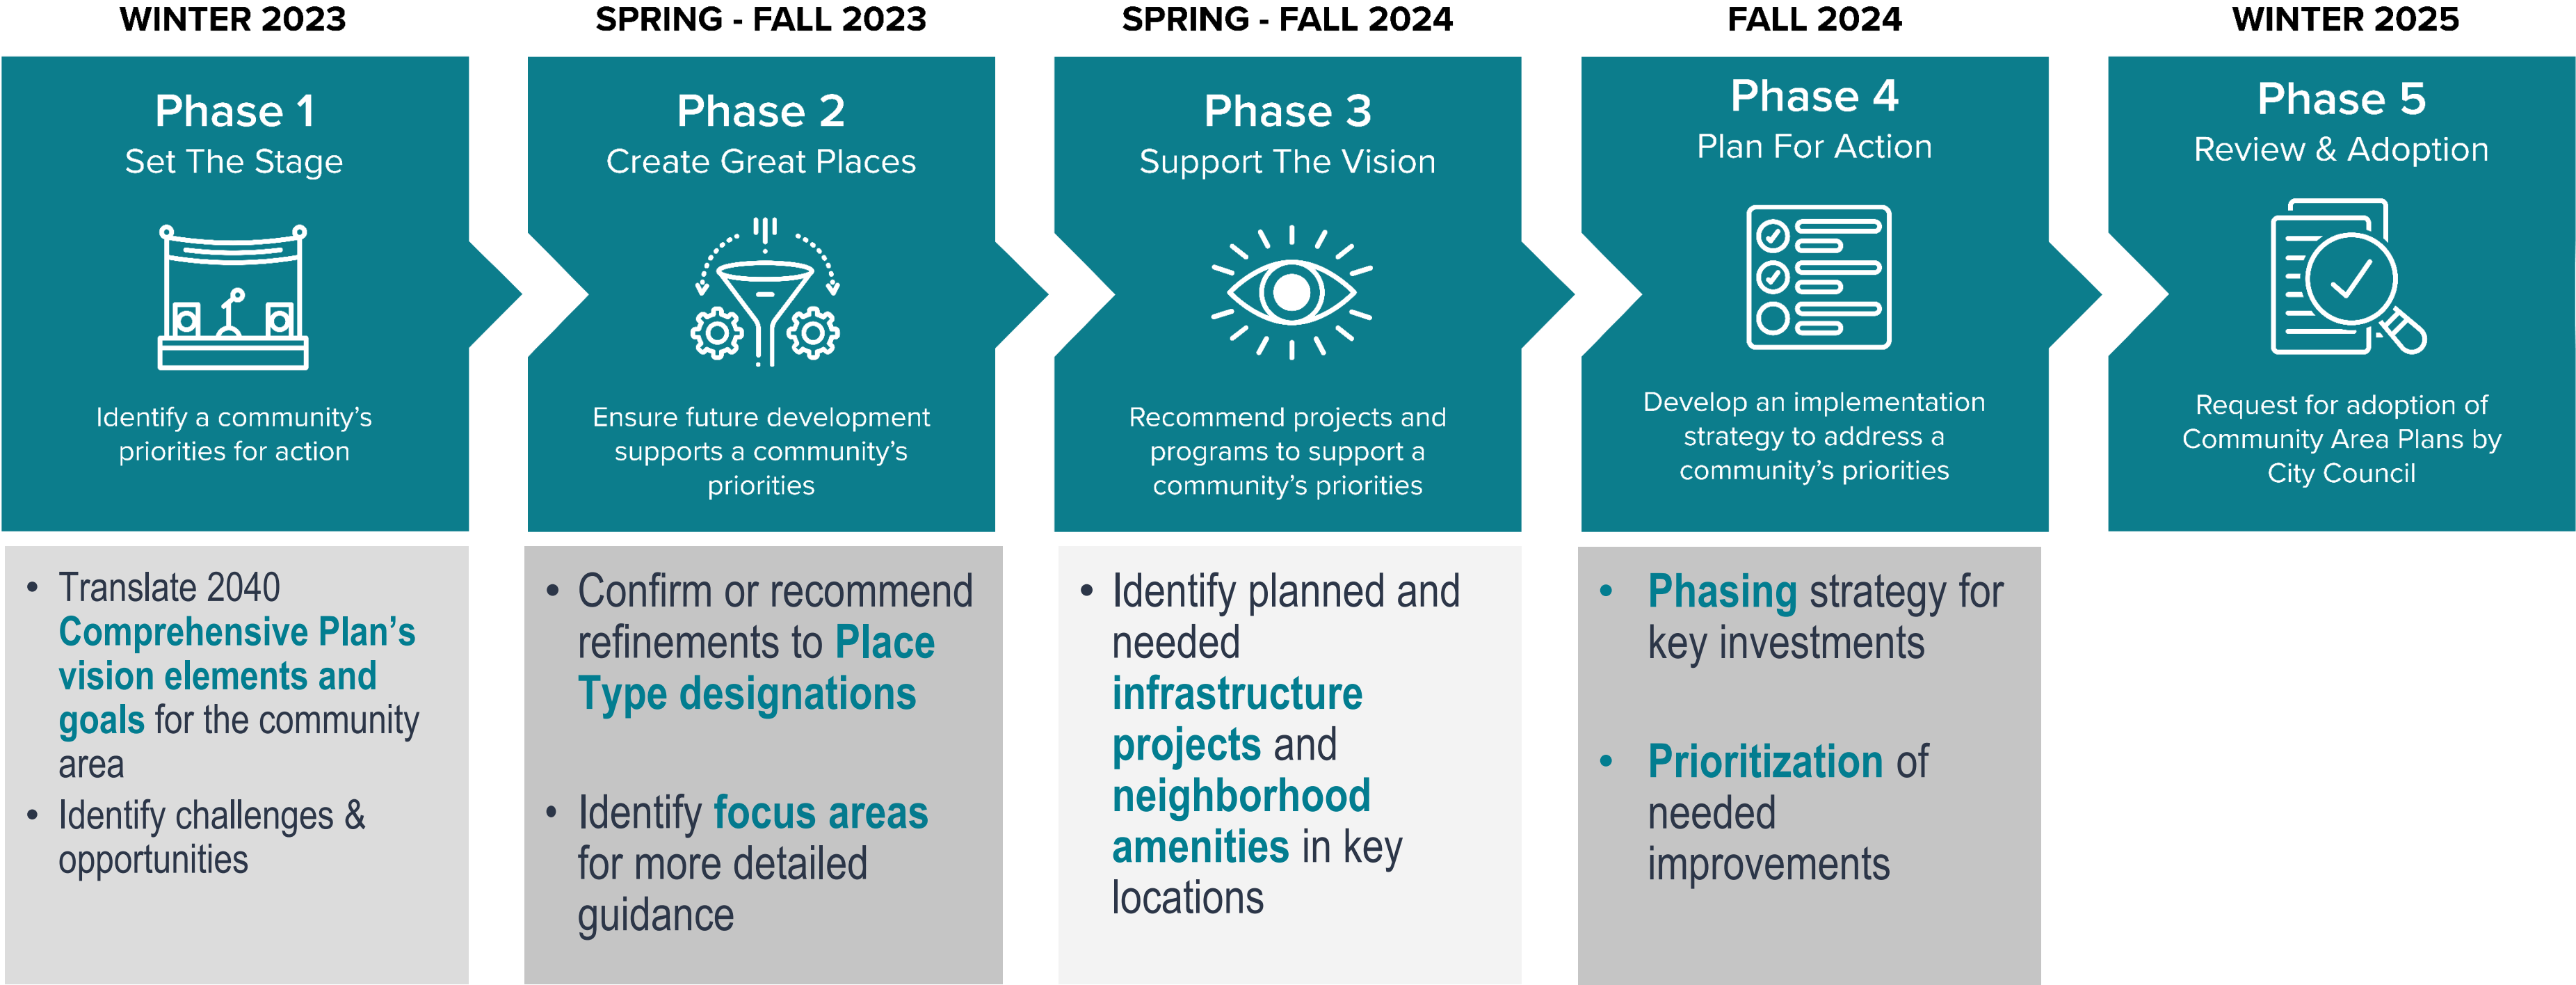 WINTER 2023
Phase 1
Set The Stage
Identify a community's
priorities for action
• Translate 2040
Comprehensive Plan's
vision elements and
goals for the community
area
• Identify challenges &
opportunities
SPRING - FALL 2023
Phase 2
Create Great Places
Ensure future development
supports a community's
priorities
• Confirm or recommend
refinements to Place
Type designations
• Identify focus areas
for more detailed
guidance
SPRING - FALL 2024
Phase 3
Support The Vision
Recommend projects and
programs to support a
community's priorities
• Identify planned and
needed
infrastructure
projects and
neighborhood
amenities in key
locations
FALL 2024
Phase 4
Plan For Action
Develop an implementation
strategy to address a
community's priorities
• Phasing strategy for
key investments
• Prioritization of
needed
improvements
WINTER 2025
Phase 5
Review & Adoption
Request for adoption of
Community Area Plans by
City Council